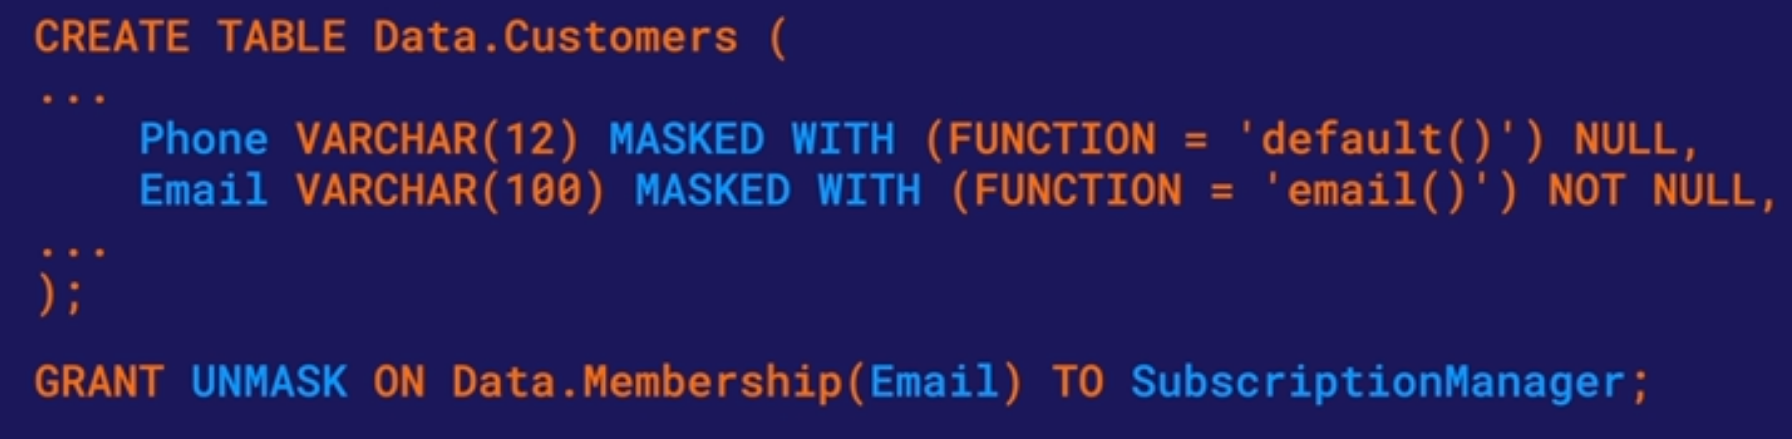 CREATE TABLE Data.Customers (
...
Phone VARCHAR(12) MASKED WITH (FUNCTION = 'default()') NULL,
Email VARCHAR(100) MASKED WITH (FUNCTION = 'email()') NOT NULL,
...
);
GRANT UNMASK ON Data.Membership(Email) TO SubscriptionManager;